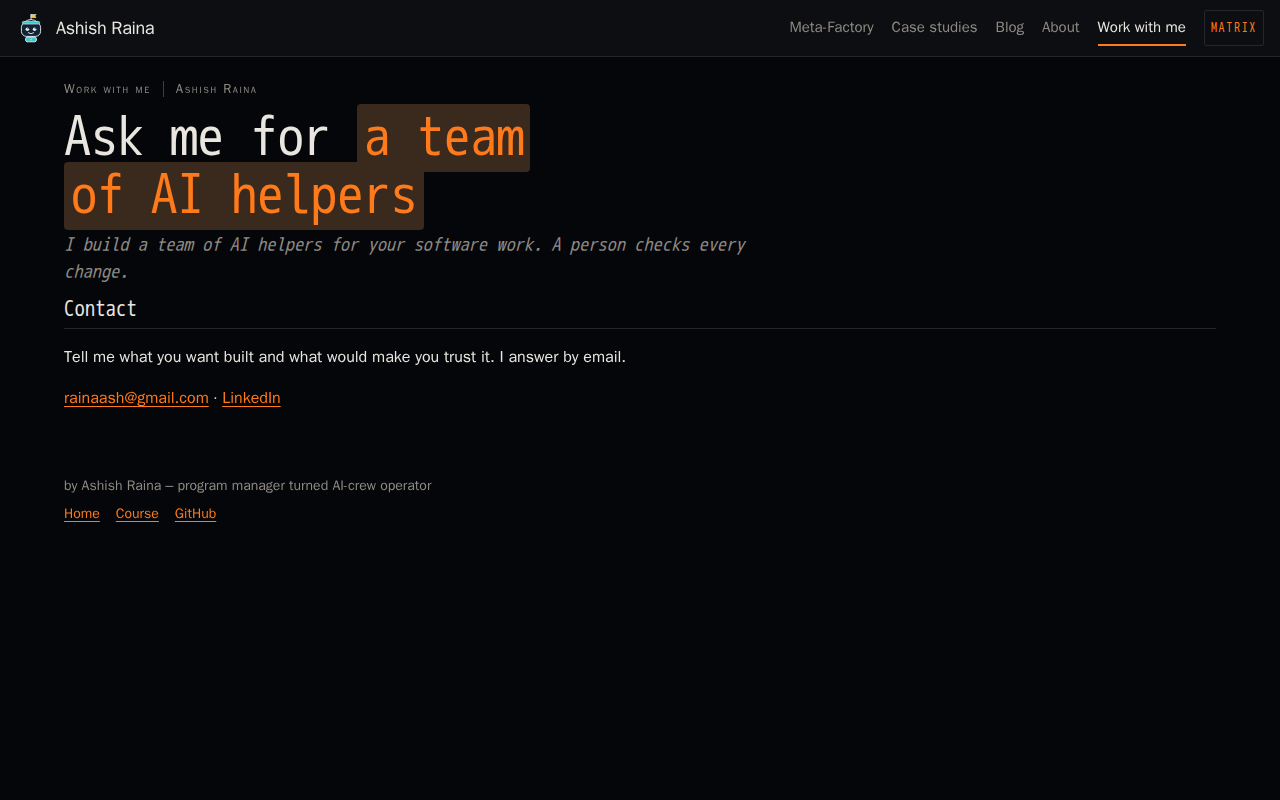 Ashish Raina
Meta-Factory
Case studies
Blog
About
Work with me
MATRIX
Work with me | Ashish Raina
Ask me for a team
of AI helpers
I build a team of AI helpers for your software work. A person checks every
change.
Contact
Tell me what you want built and what would make you trust it. I answer by email.
rainaash@gmail.com · LinkedIn
by Ashish Raina — program manager turned AI-crew operator
Home Course GitHub